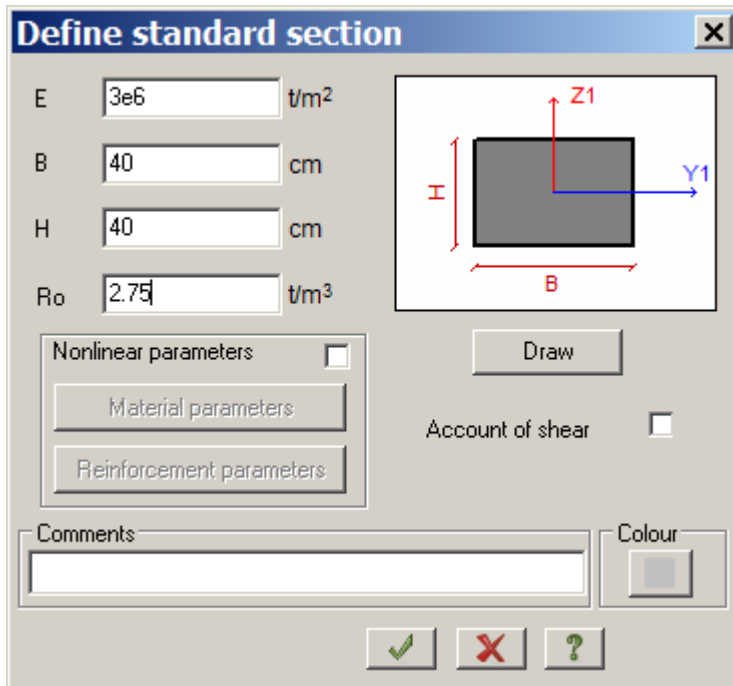 Define standard section
E 3e6 t/m²
B 40 cm
H 40 cm
Ro 2.75 t/m³
Z1
Y1
H
B
Nonlinear parameters
Material parameters
Reinforcement parameters
Draw
Account of shear
Comments
Colour
?